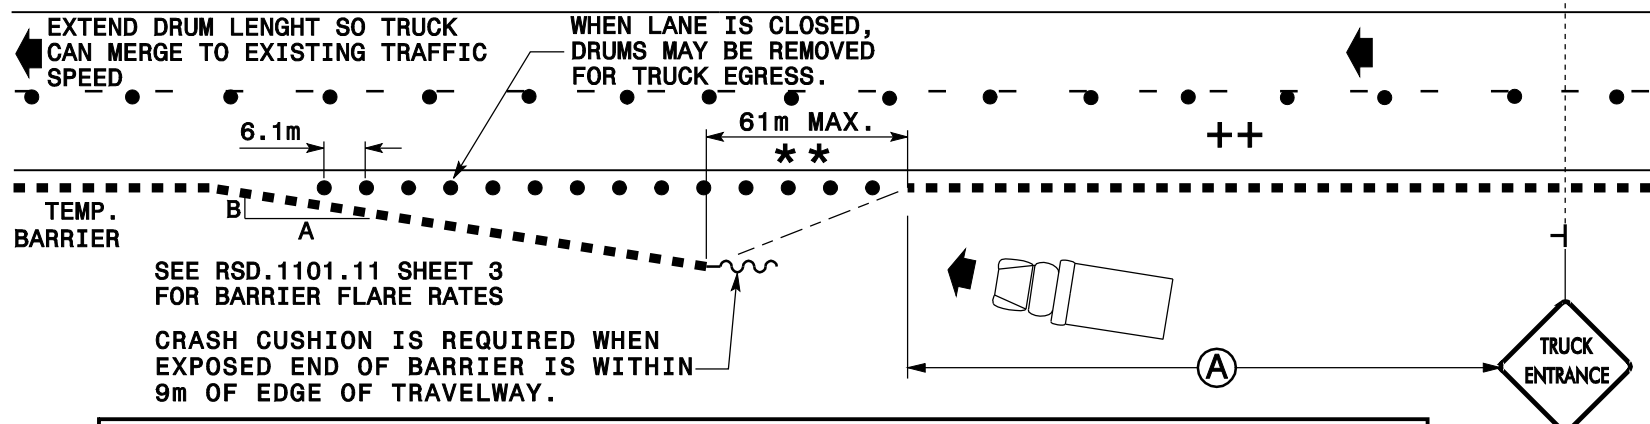 EXTEND DRUM LENGHT SO TRUCK
CAN MERGE TO EXISTING TRAFFIC
SPEED
WHEN LANE IS CLOSED,
DRUMS MAY BE REMOVED
FOR TRUCK EGRESS.
6.1m
61m MAX.
**
++
TEMP.
BARRIER
B
A
SEE RSD.1101.11 SHEET 3
FOR BARRIER FLARE RATES
CRASH CUSHION IS REQUIRED WHEN
EXPOSED END OF BARRIER IS WITHIN
9m OF EDGE OF TRAVELWAY.
A
TRUCK
ENTRANCE